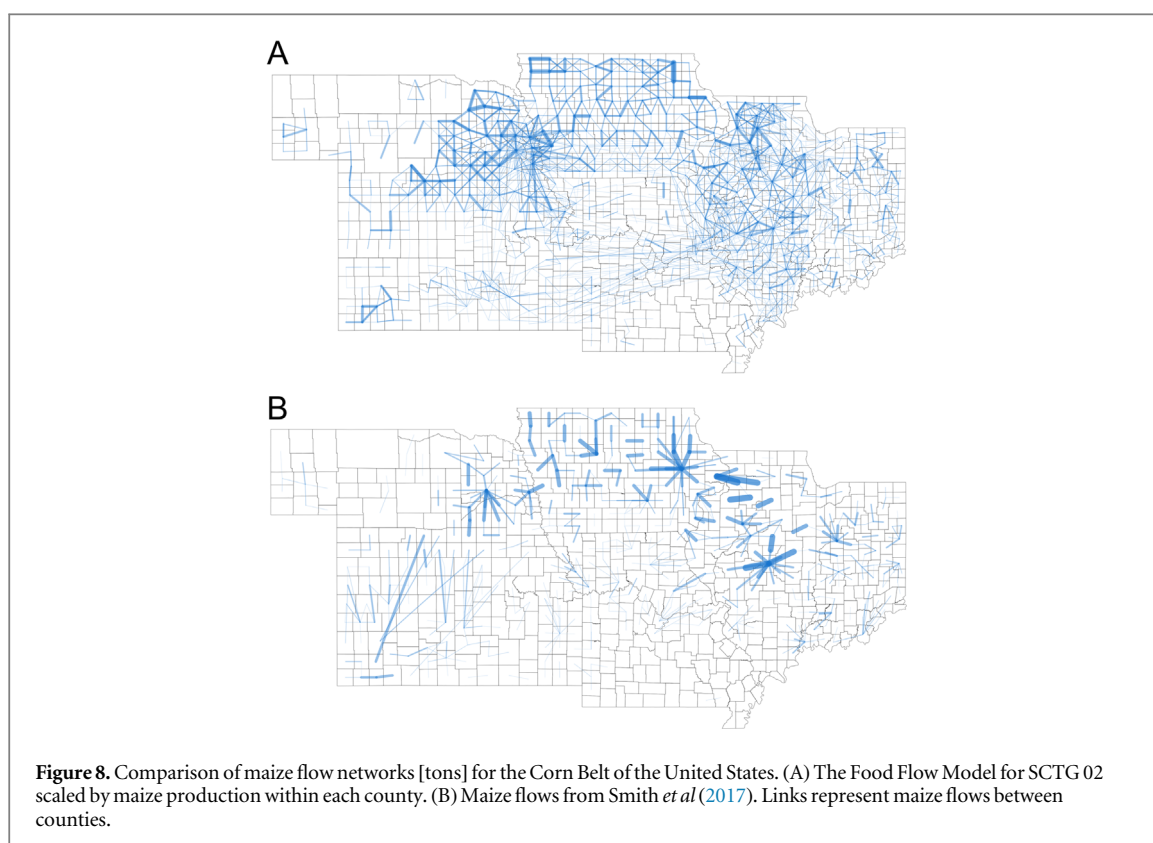 A
B
Figure 8. Comparison of maize flow networks [tons] for the Corn Belt of the United States. (A) The Food Flow Model for SCTG 02
scaled by maize production within each county. (B) Maize flows from Smith et al (2017). Links represent maize flows between
counties.